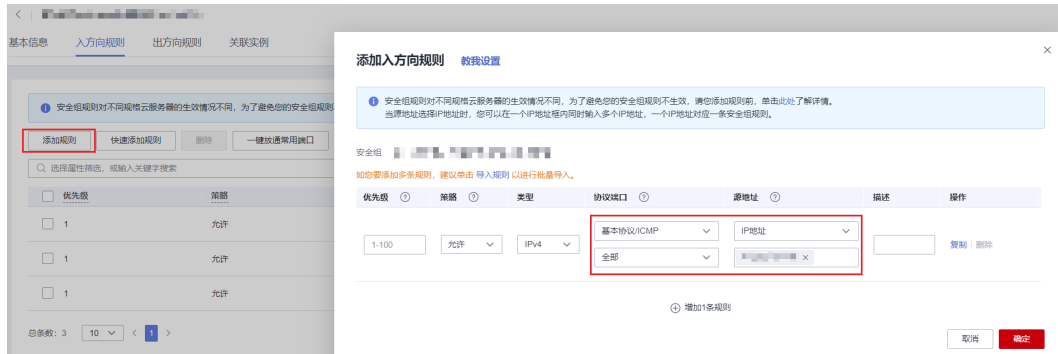 基本信息 入方向规则 出方向规则 关联实例
安全组规则对不同规格云服务器的生效情况不同，为了避免您的安全组规则
添加规则 快速添加规则 删除 一键放通常用端口
选择属性筛选，或输入关键字搜索
优先级 策略
1 允许
1 允许
1 允许
总条数：3 10 1
添加入方向规则 教我设置
安全组规则对不同规格云服务器的生效情况不同，为了避免您的安全组规则不生效，请您添加规则前，单击此处了解详情。
当源地址选择IP地址时，您可以在一个IP地址框内同时输入多个IP地址，一个IP地址对应一条安全组规则。
安全组
如您要添加多条规则，建议单击 导入规则 以进行批量导入。
优先级 策略 类型 协议端口 源地址 描述 操作
1-100 允许 IPv4 基本协议/ICMP IP地址 复制 删除
全部
增加1条规则
取消 确定